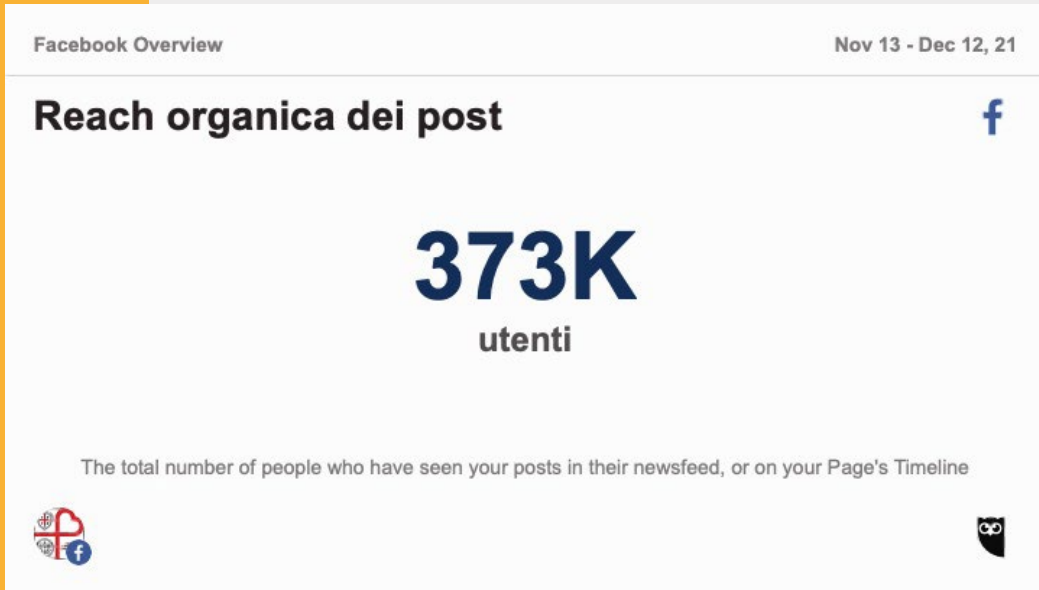 Facebook Overview
Nov 13 - Dec 12, 21
Reach organica dei post
373K
utenti
The total number of people who have seen your posts in their newsfeed, or on your Page's Timeline